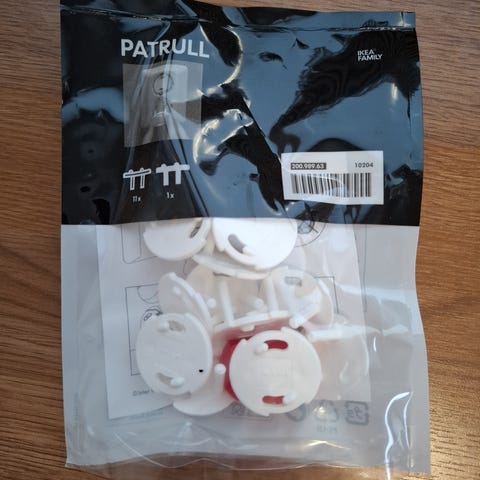 PATRULL
IKEA
FAMILY
200.989.63 10204
11x 1x